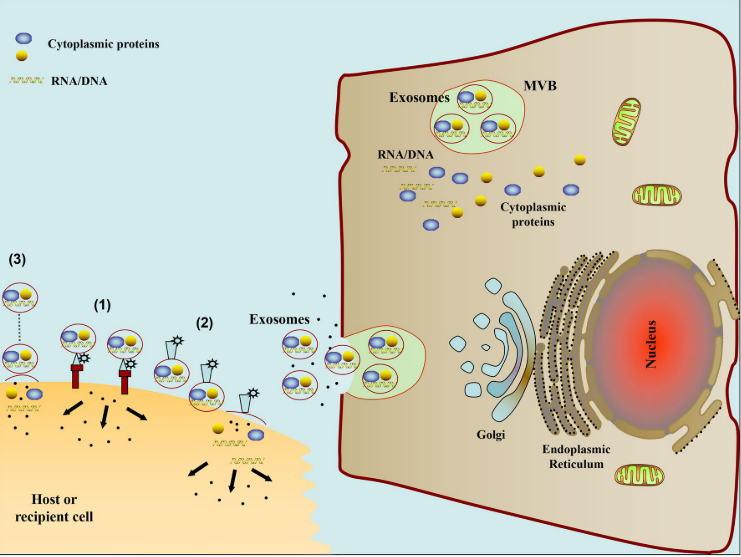 Cytoplasmic proteins
RNA/DNA
MVB
Exosomes
RNA/DNA
Cytoplasmic
proteins
(3)
(1)
(2)
Exosomes
Nucleus
Golgi
Endoplasmic
Reticulum
Host or
recipient cell